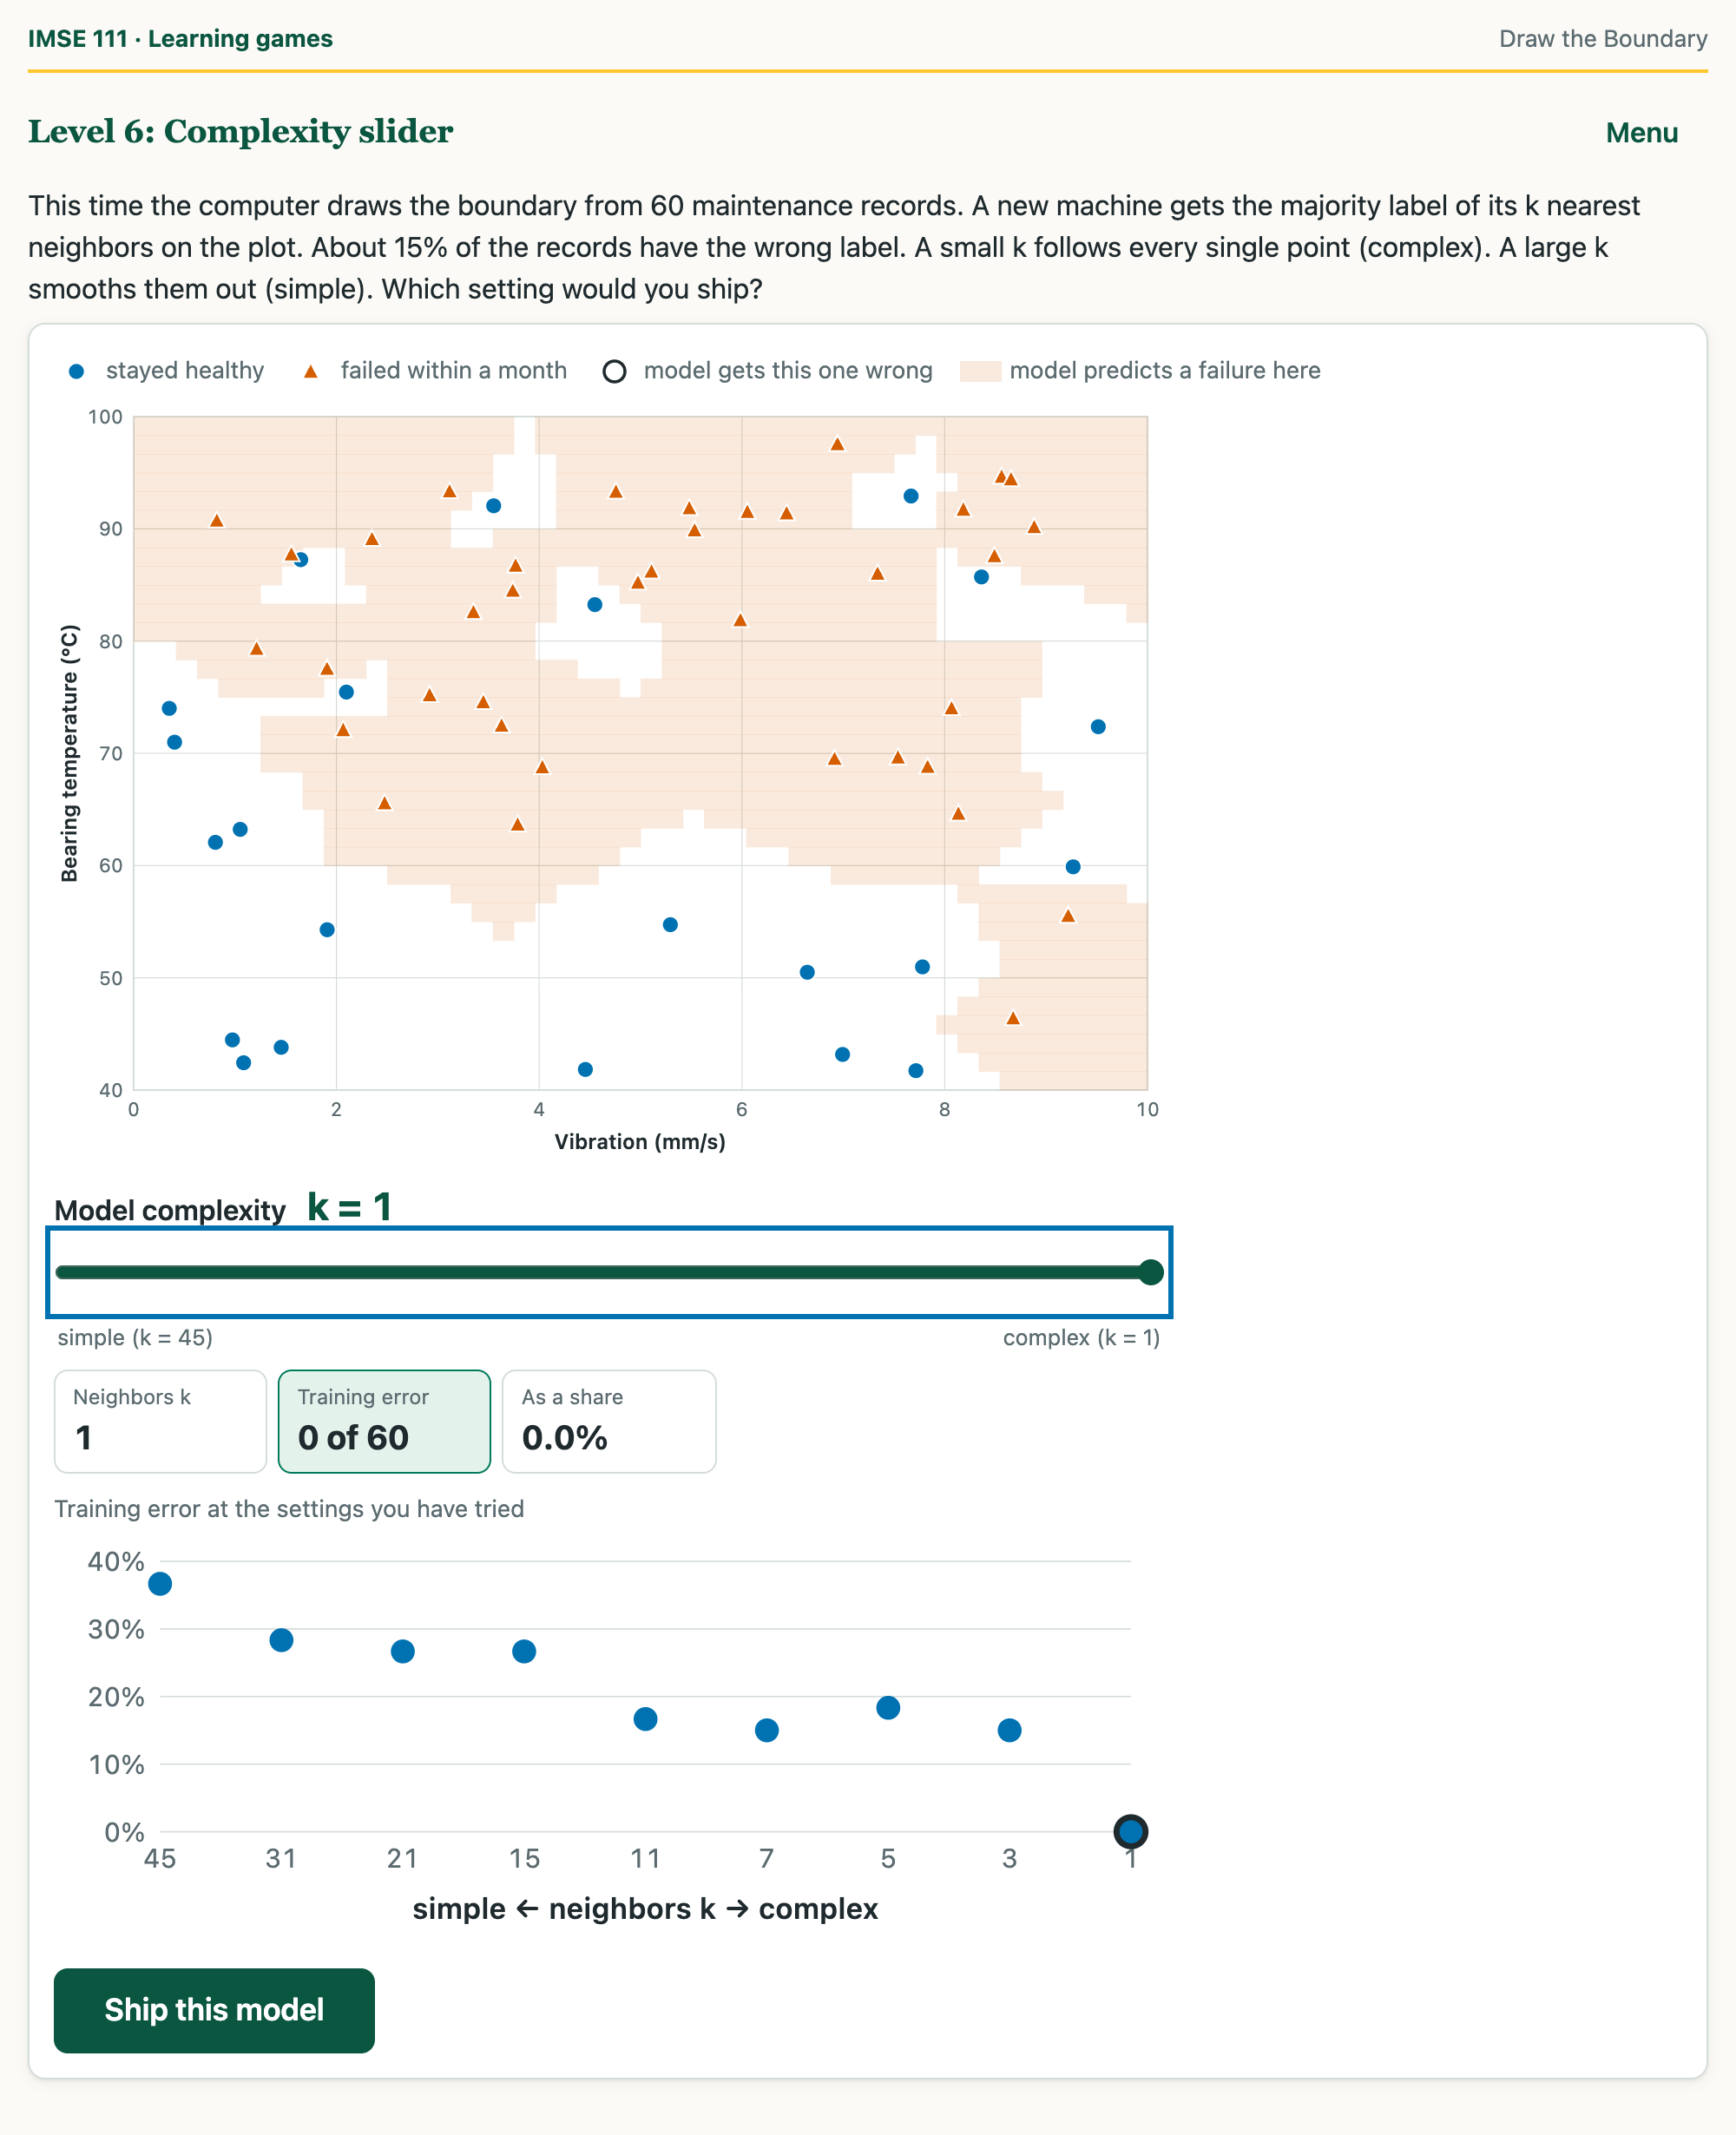 IMSE 111 · Learning games
Draw the Boundary
Level 6: Complexity slider
Menu
This time the computer draws the boundary from 60 maintenance records. A new machine gets the majority label of its k nearest
neighbors on the plot. About 15% of the records have the wrong label. A small k follows every single point (complex). A large k
smooths them out (simple). Which setting would you ship?
stayed healthy
failed within a month
model gets this one wrong
model predicts a failure here
100
90
80
70
60
50
40
Bearing temperature (°C)
0 2 4 6 8 10
Vibration (mm/s)
Model complexity k = 1
simple (k = 45)
complex (k = 1)
Neighbors k
1
Training error
0 of 60
As a share
0.0%
Training error at the settings you have tried
40%
30%
20%
10%
0%
45 31 21 15 11 7 5 3 1
simple ← neighbors k → complex
Ship this model